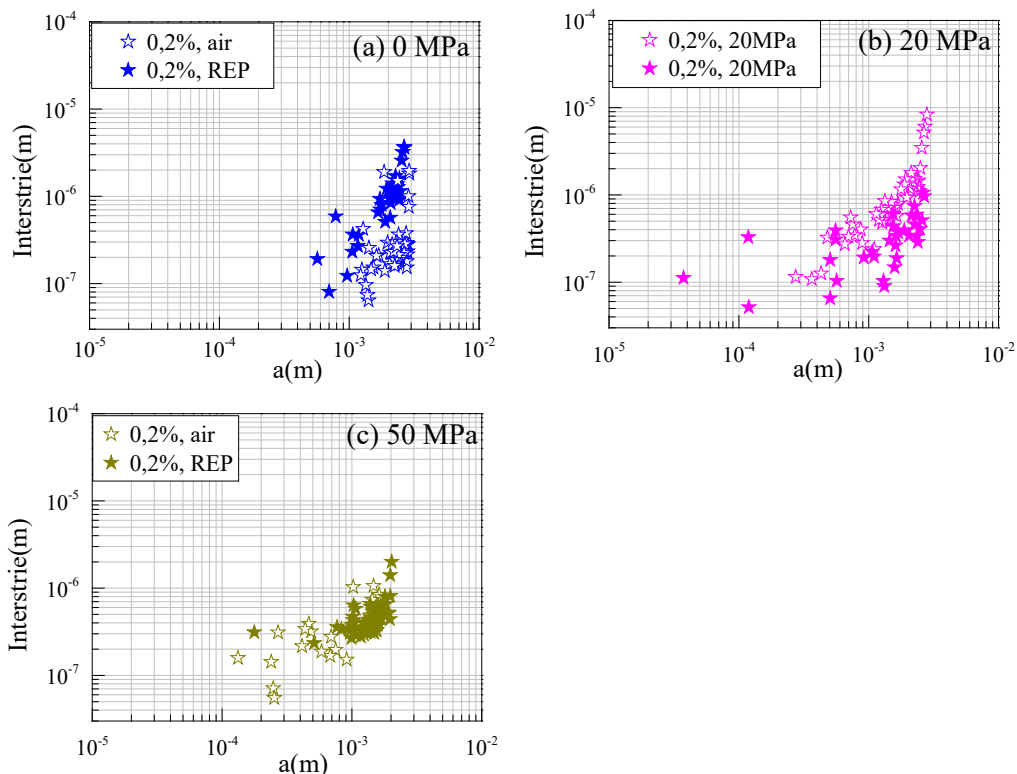 (a) 0 MPa
☆ 0,2%, air
★ 0,2%, REP
Interstrie(m)
10⁻⁴
10⁻⁵
10⁻⁶
10⁻⁷
10⁻⁵ 10⁻⁴ 10⁻³ 10⁻²
a(m)
(b) 20 MPa
☆ 0,2%, 20MPa
★ 0,2%, 20MPa
Interstrie(m)
10⁻⁴
10⁻⁵
10⁻⁶
10⁻⁷
10⁻⁵ 10⁻⁴ 10⁻³ 10⁻²
a(m)
(c) 50 MPa
☆ 0,2%, air
★ 0,2%, REP
Interstrie(m)
10⁻⁴
10⁻⁵
10⁻⁶
10⁻⁷
10⁻⁵ 10⁻⁴ 10⁻³ 10⁻²
a(m)